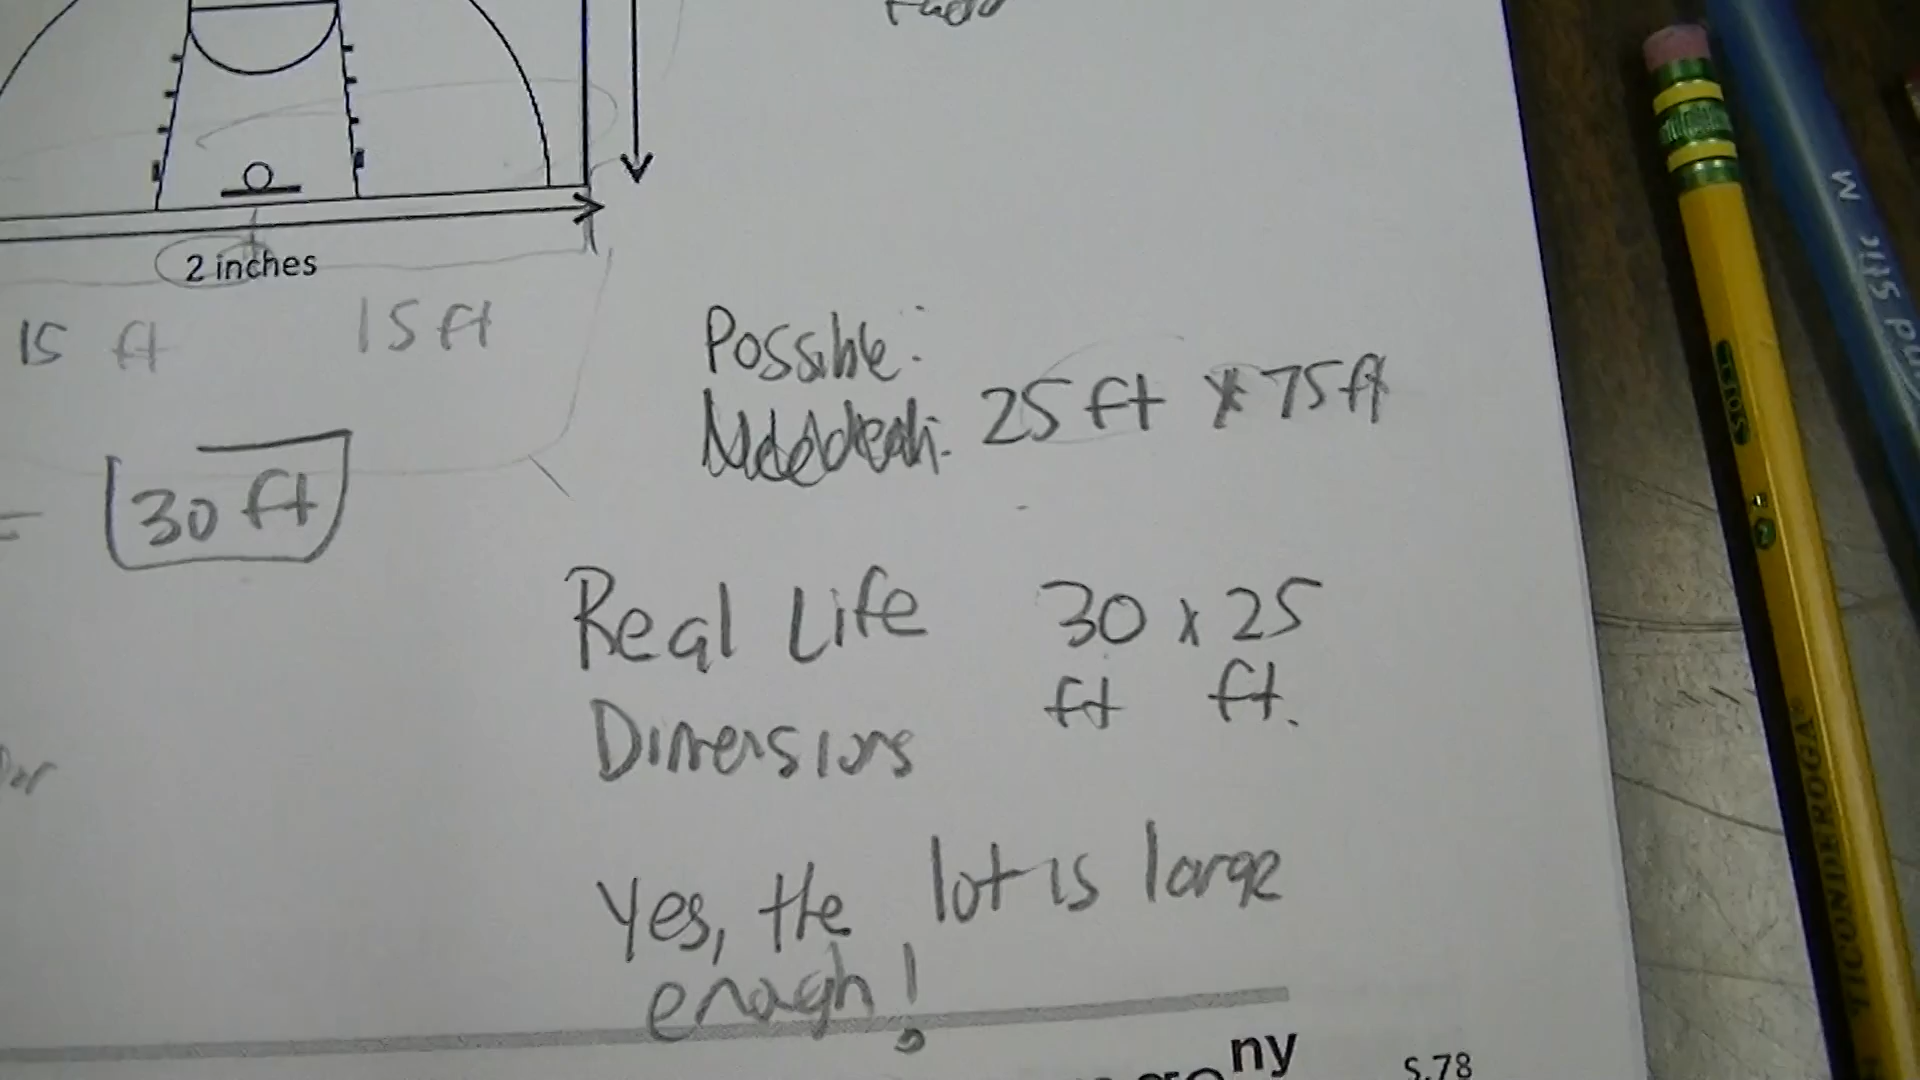 2 inches
15 ft 15 ft
= 30 ft
Possible:
25 ft x 75 ft
Real Life 30 x 25
Dimensions ft ft.
Yes, the lot is large
enough!
ny
S.78
TICONDEROGA®